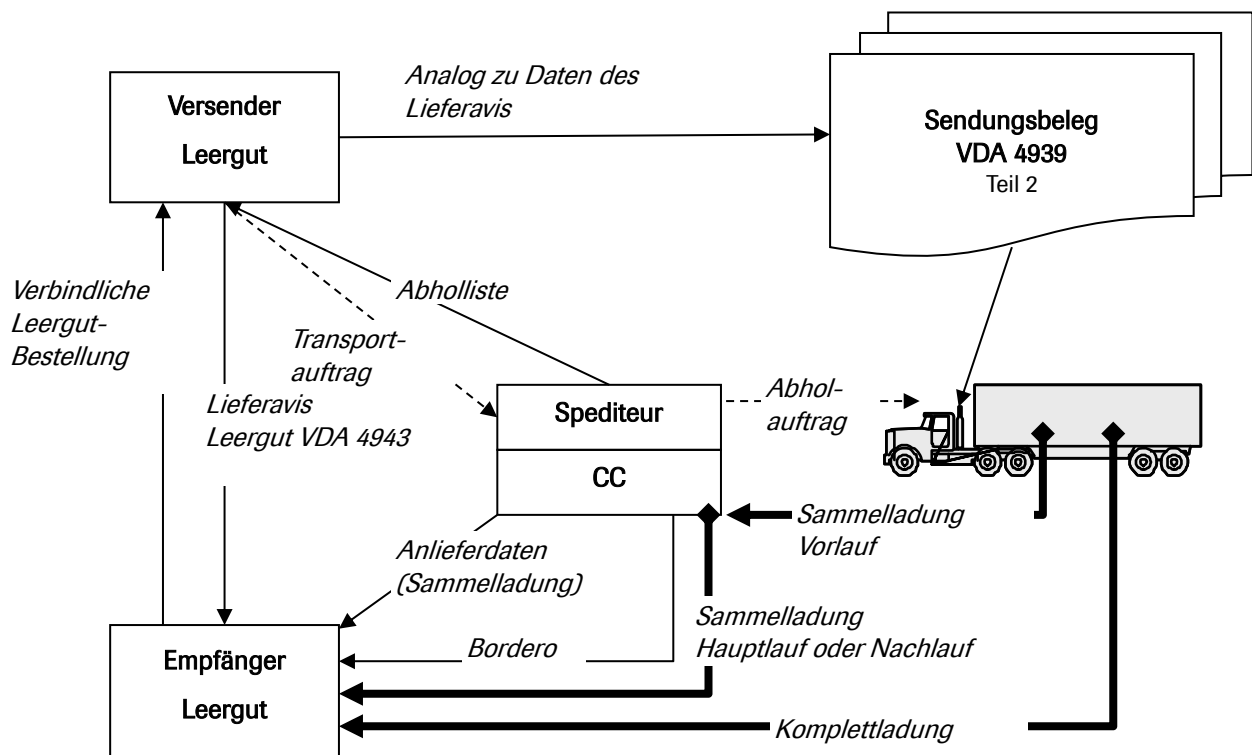 Versender
Leergut
Analog zu Daten des
Lieferavis
Sendungsbeleg
VDA 4939
Teil 2
Verbindliche
Leergut-
Bestellung
Abholliste
Transport-
auftrag
Lieferavis
Leergut VDA 4943
Spediteur
CC
Abhol-
auftrag
Sammelladung
Vorlauf
Anlieferdaten
(Sammelladung)
Sammelladung
Hauptlauf oder Nachlauf
Bordero
Empfänger
Leergut
Komplettladung